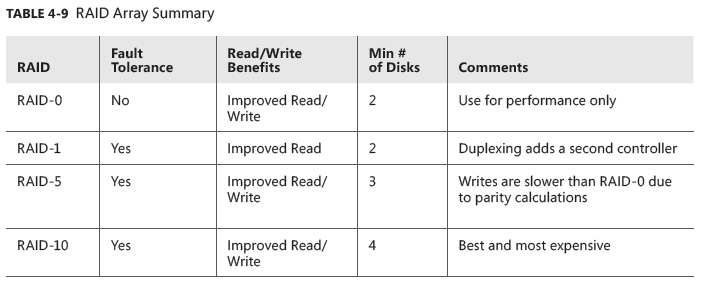 TABLE 4-9 RAID Array Summary
RAID
Fault Tolerance
Read/Write Benefits
Min # of Disks
Comments
RAID-0
No
Improved Read/
Write
2
Use for performance only
RAID-1
Yes
Improved Read
2
Duplexing adds a second controller
RAID-5
Yes
Improved Read/
Write
3
Writes are slower than RAID-0 due
to parity calculations
RAID-10
Yes
Improved Read/
Write
4
Best and most expensive